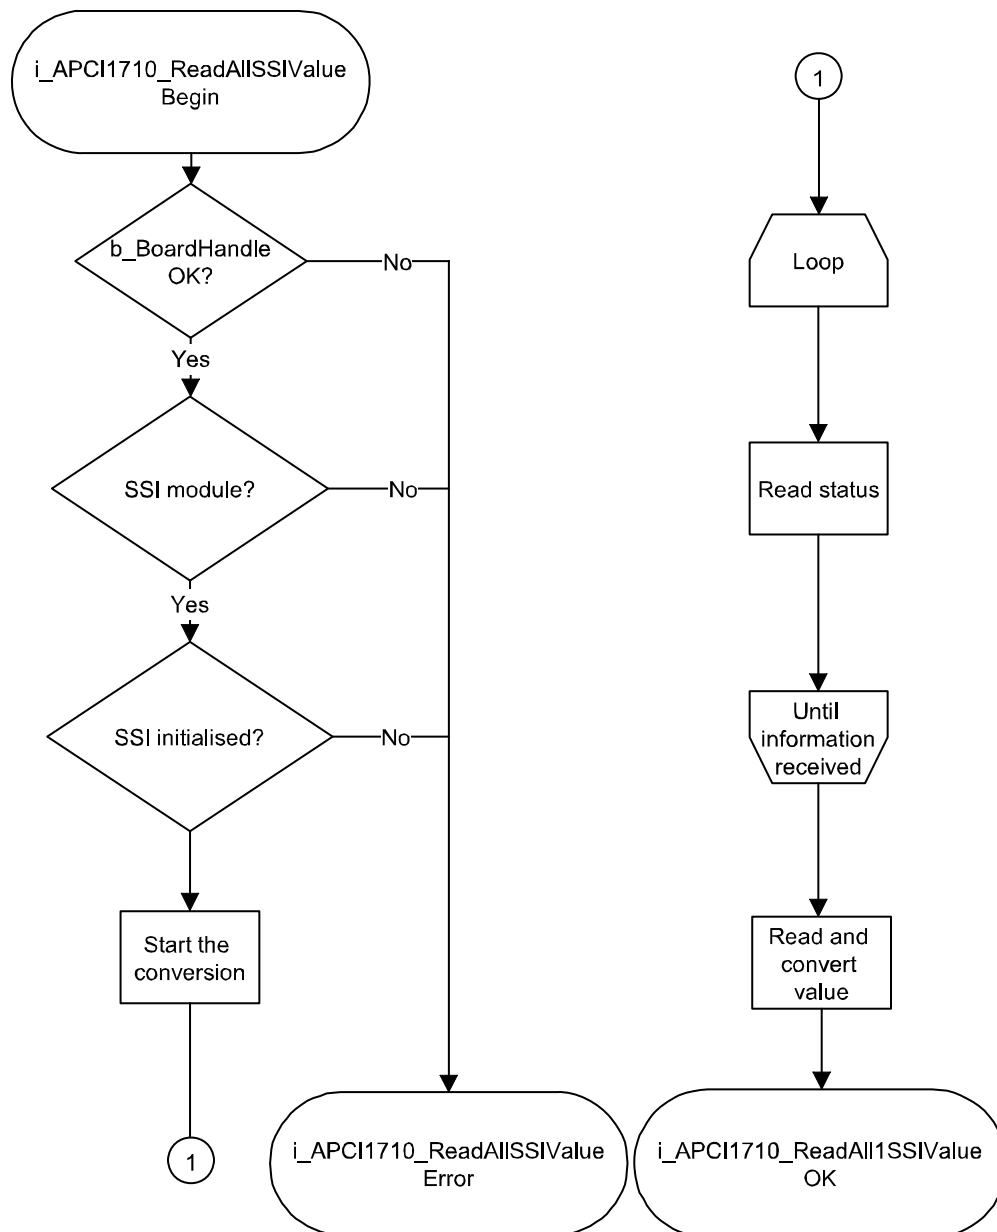 i_APCI1710_ReadAllSSIValue
Begin
b_BoardHandle
OK?
No
Yes
SSI module?
No
Yes
SSI initialised?
No
Start the
conversion
1
i_APCI1710_ReadAllSSIValue
Error
1
Loop
Read status
Until
information
received
Read and
convert
value
i_APCI1710_ReadAll1SSIValue
OK